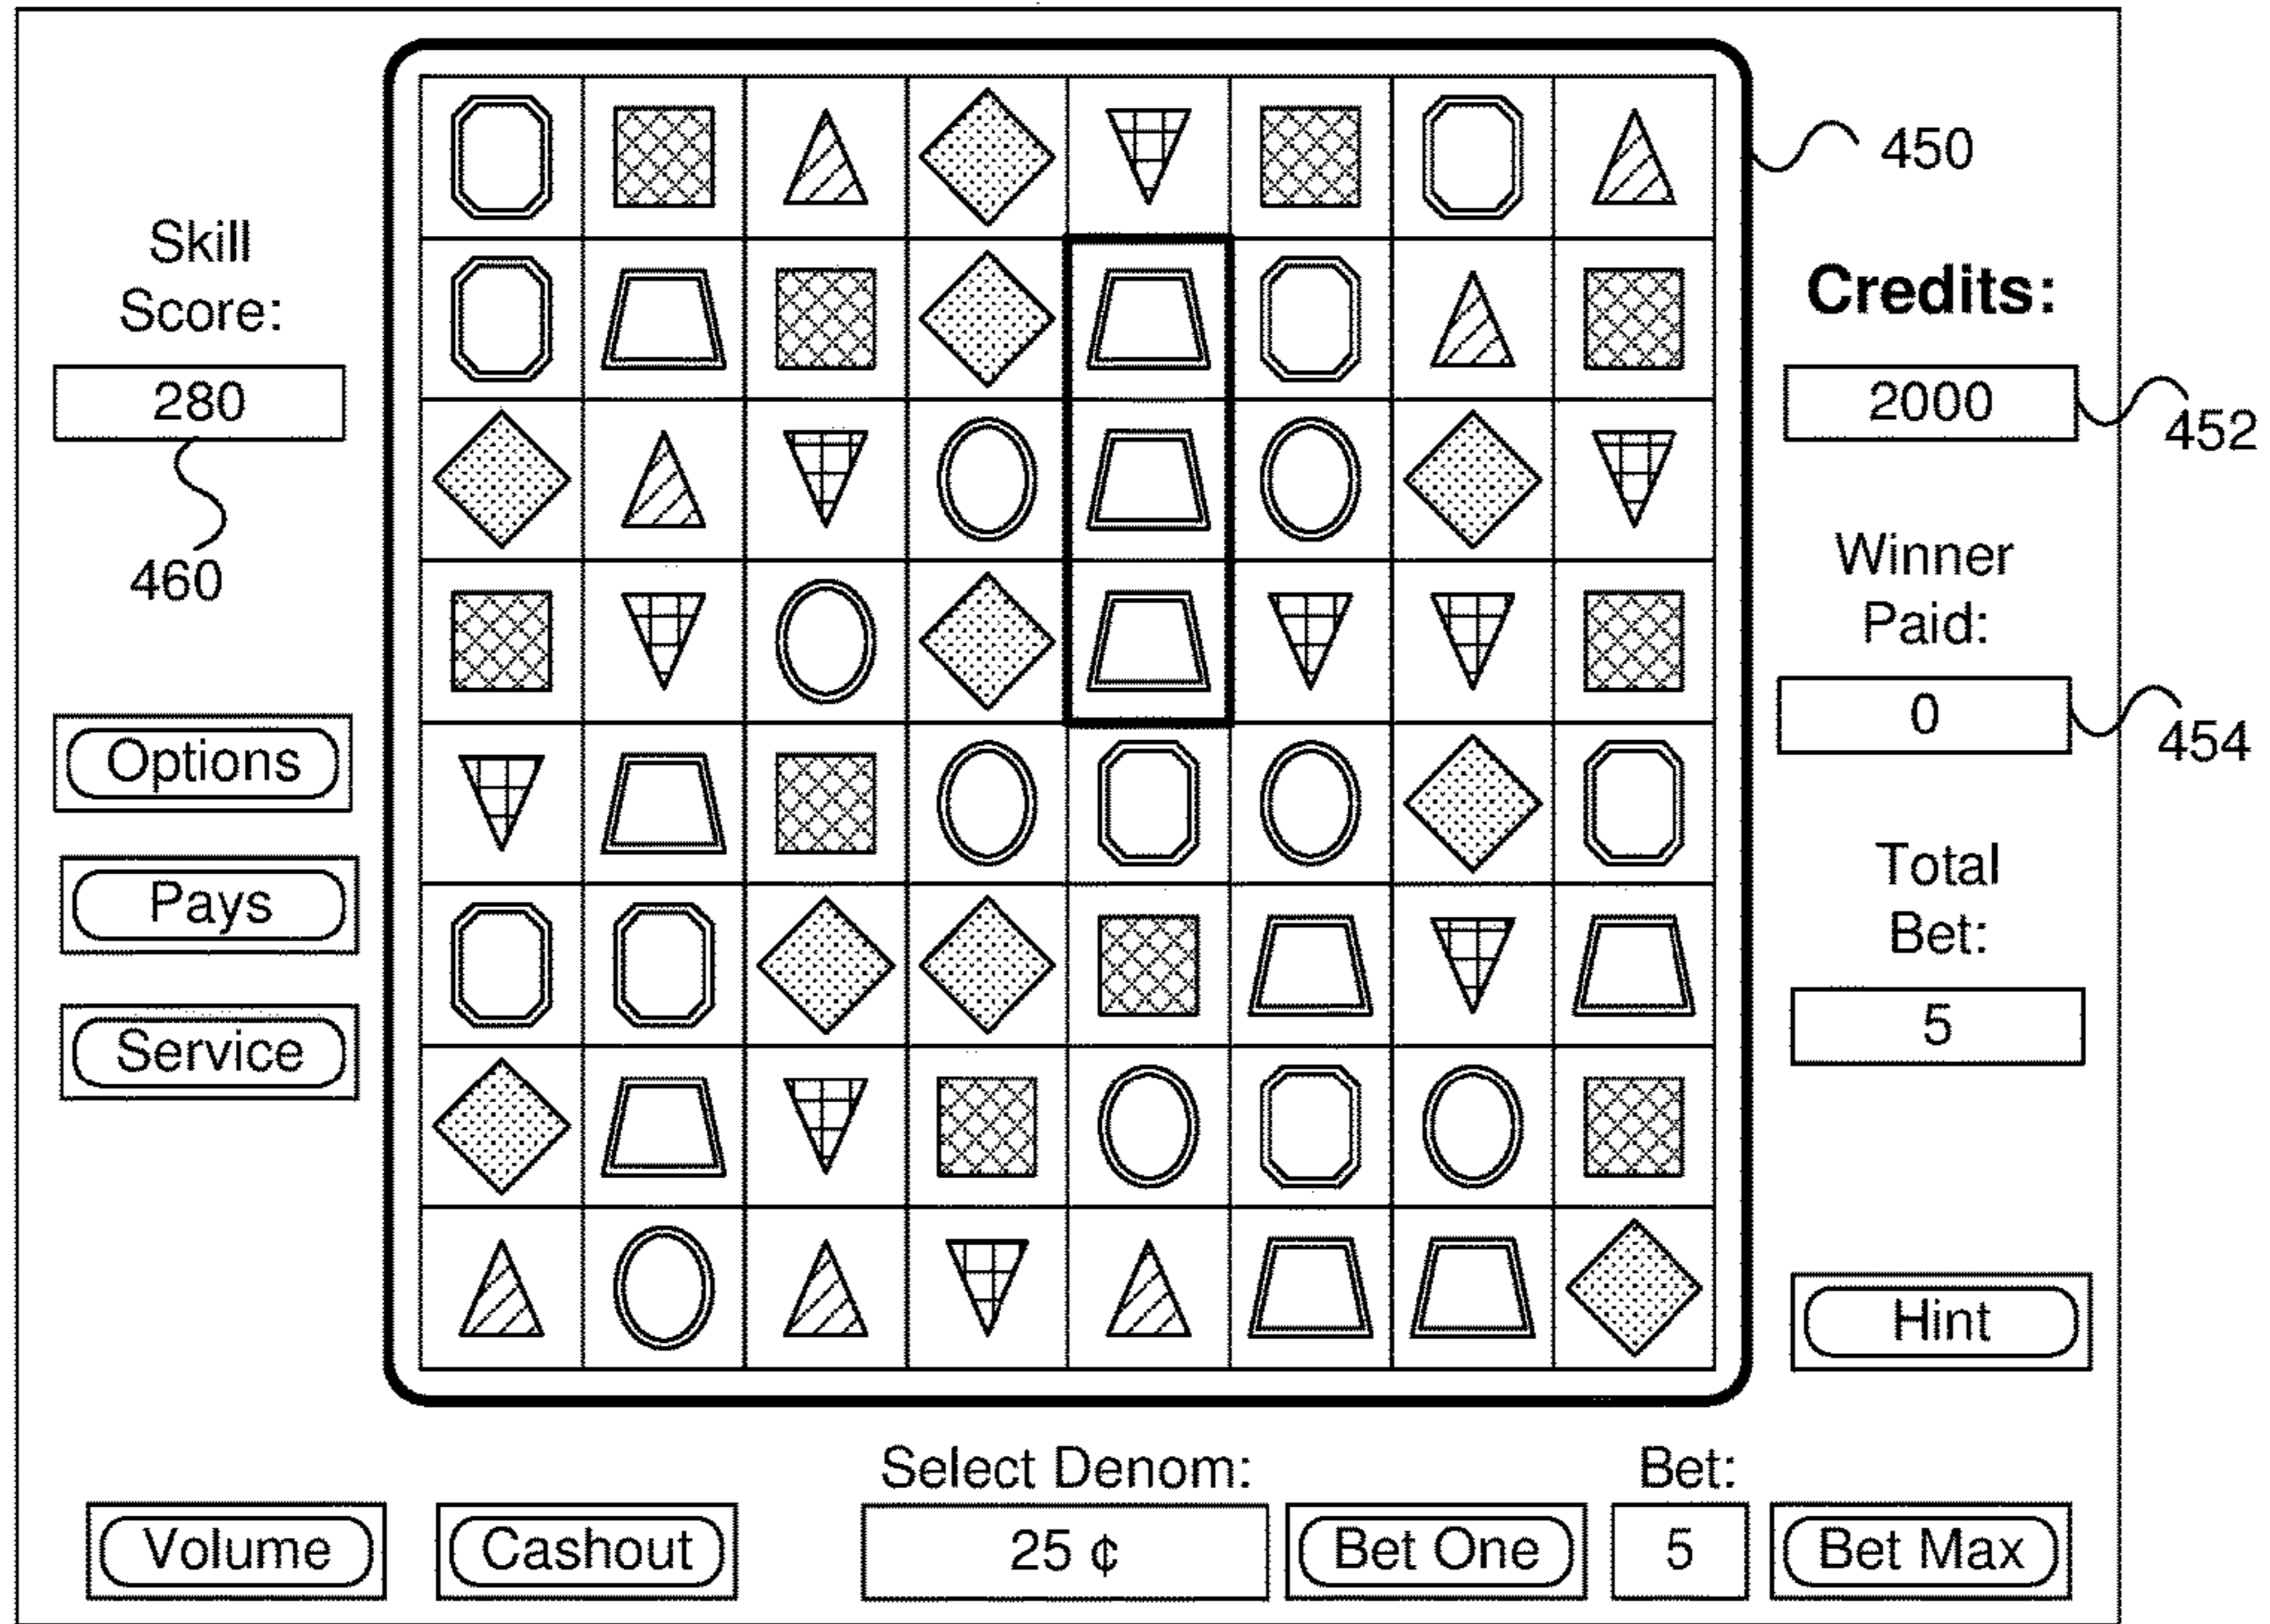 450
Skill
Score:
280
460
Credits:
2000
452
Winner
Paid:
0
454
Options
Pays
Service
Total
Bet:
5
Hint
Select Denom:
Bet:
Volume
Cashout
25 ¢
Bet One
5
Bet Max